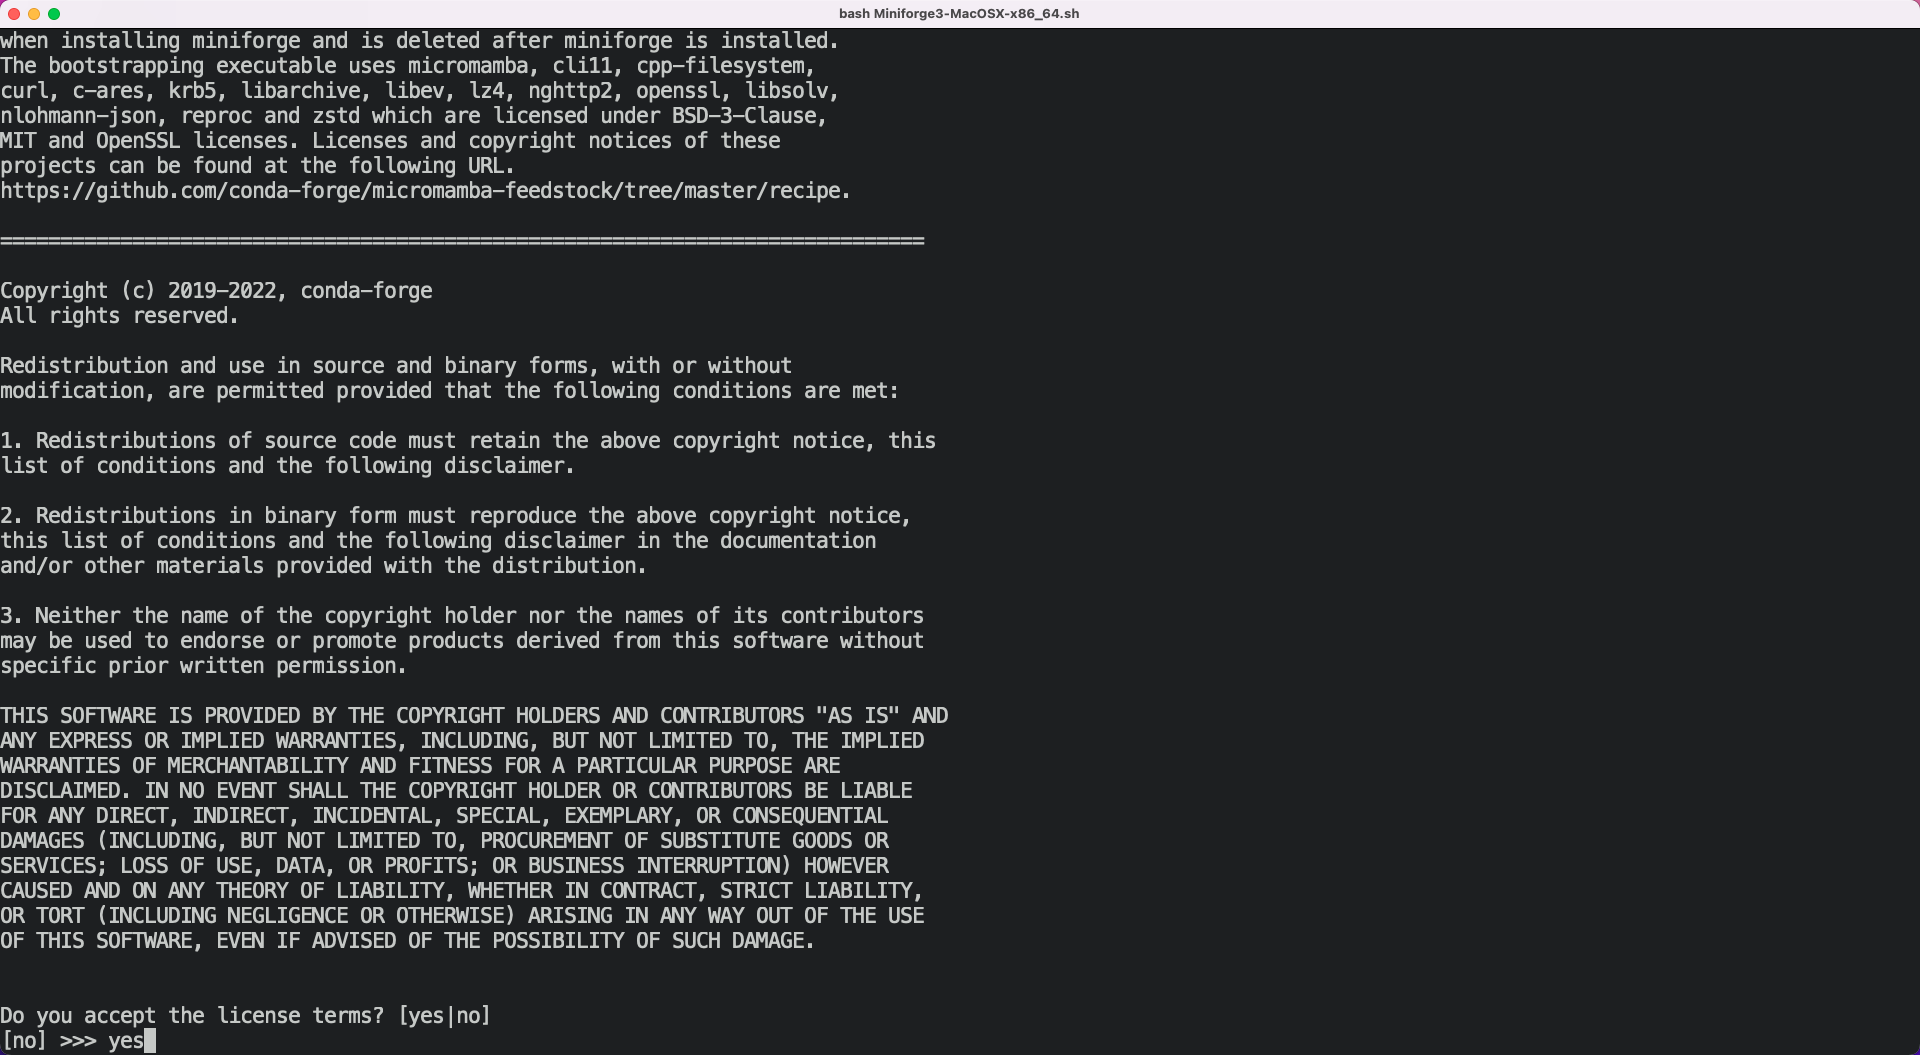 bash Miniforge3-MacOSX-x86_64.sh
when installing miniforge and is deleted after miniforge is installed.
The bootstrapping executable uses micromamba, cli11, cpp-filesystem,
curl, c-ares, krb5, libarchive, libev, lz4, nghttp2, openssl, libsolv,
nlohmann-json, reproc and zstd which are licensed under BSD-3-Clause,
MIT and OpenSSL licenses. Licenses and copyright notices of these
projects can be found at the following URL.
https://github.com/conda-forge/micromamba-feedstock/tree/master/recipe.
=============================================================================
Copyright (c) 2019-2022, conda-forge
All rights reserved.
Redistribution and use in source and binary forms, with or without
modification, are permitted provided that the following conditions are met:
1. Redistributions of source code must retain the above copyright notice, this
list of conditions and the following disclaimer.
2. Redistributions in binary form must reproduce the above copyright notice,
this list of conditions and the following disclaimer in the documentation
and/or other materials provided with the distribution.
3. Neither the name of the copyright holder nor the names of its contributors
may be used to endorse or promote products derived from this software without
specific prior written permission.
THIS SOFTWARE IS PROVIDED BY THE COPYRIGHT HOLDERS AND CONTRIBUTORS "AS IS" AND
ANY EXPRESS OR IMPLIED WARRANTIES, INCLUDING, BUT NOT LIMITED TO, THE IMPLIED
WARRANTIES OF MERCHANTABILITY AND FITNESS FOR A PARTICULAR PURPOSE ARE
DISCLAIMED. IN NO EVENT SHALL THE COPYRIGHT HOLDER OR CONTRIBUTORS BE LIABLE
FOR ANY DIRECT, INDIRECT, INCIDENTAL, SPECIAL, EXEMPLARY, OR CONSEQUENTIAL
DAMAGES (INCLUDING, BUT NOT LIMITED TO, PROCUREMENT OF SUBSTITUTE GOODS OR
SERVICES; LOSS OF USE, DATA, OR PROFITS; OR BUSINESS INTERRUPTION) HOWEVER
CAUSED AND ON ANY THEORY OF LIABILITY, WHETHER IN CONTRACT, STRICT LIABILITY,
OR TORT (INCLUDING NEGLIGENCE OR OTHERWISE) ARISING IN ANY WAY OUT OF THE USE
OF THIS SOFTWARE, EVEN IF ADVISED OF THE POSSIBILITY OF SUCH DAMAGE.
Do you accept the license terms? [yes|no]
[no] >>> yes